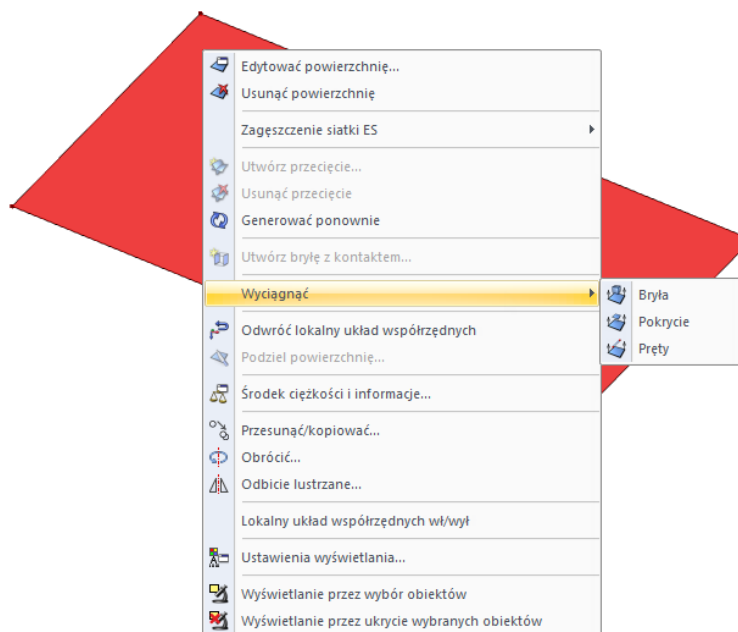 Edytować powierzchnię...
Usunąć powierzchnię
Zagęszczenie siatki ES
Utwórz przecięcie...
Usunąć przecięcie
Generować ponownie
Utwórz bryłę z kontaktem...
Wyciągnąć
Bryła
Pokrycie
Pręty
Odwróć lokalny układ współrzędnych
Podziel powierzchnię...
Środek ciężkości i informacje...
Przesunąć/kopiować...
Obrócić...
Odbicie lustrzane...
Lokalny układ współrzędnych wł/wył
Ustawienia wyświetlania...
Wyświetlanie przez wybór obiektów
Wyświetlanie przez ukrycie wybranych obiektów